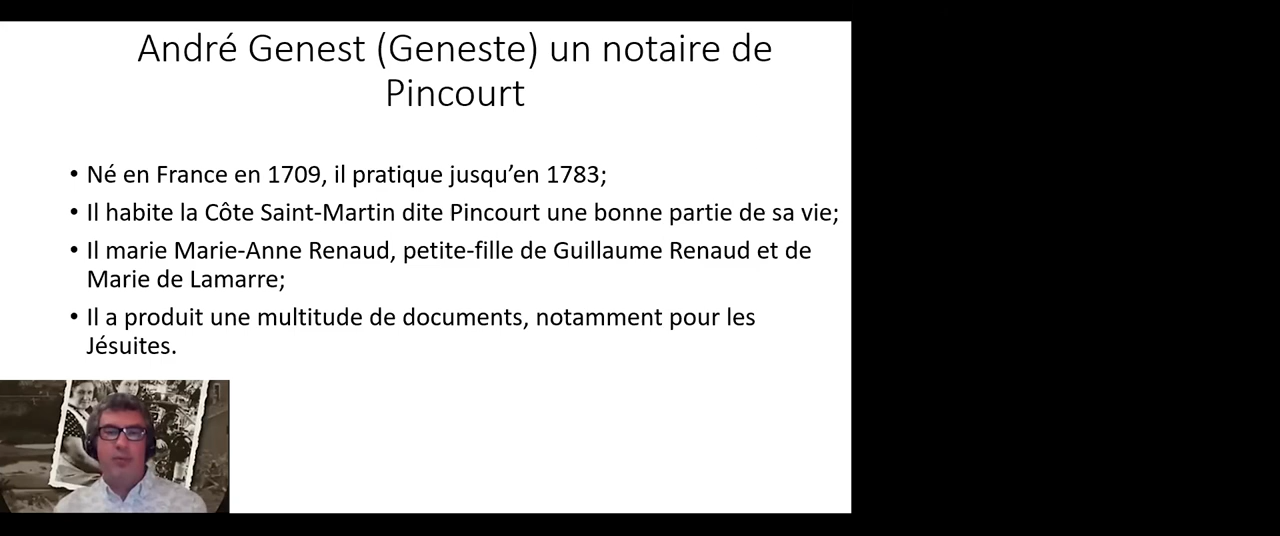 André Genest (Geneste) un notaire de
Pincourt
• Né en France en 1709, il pratique jusqu’en 1783;
• Il habite la Côte Saint-Martin dite Pincourt une bonne partie de sa vie;
• Il marie Marie-Anne Renaud, petite-fille de Guillaume Renaud et de
Marie de Lamarre;
• Il a produit une multitude de documents, notamment pour les
Jésuites.